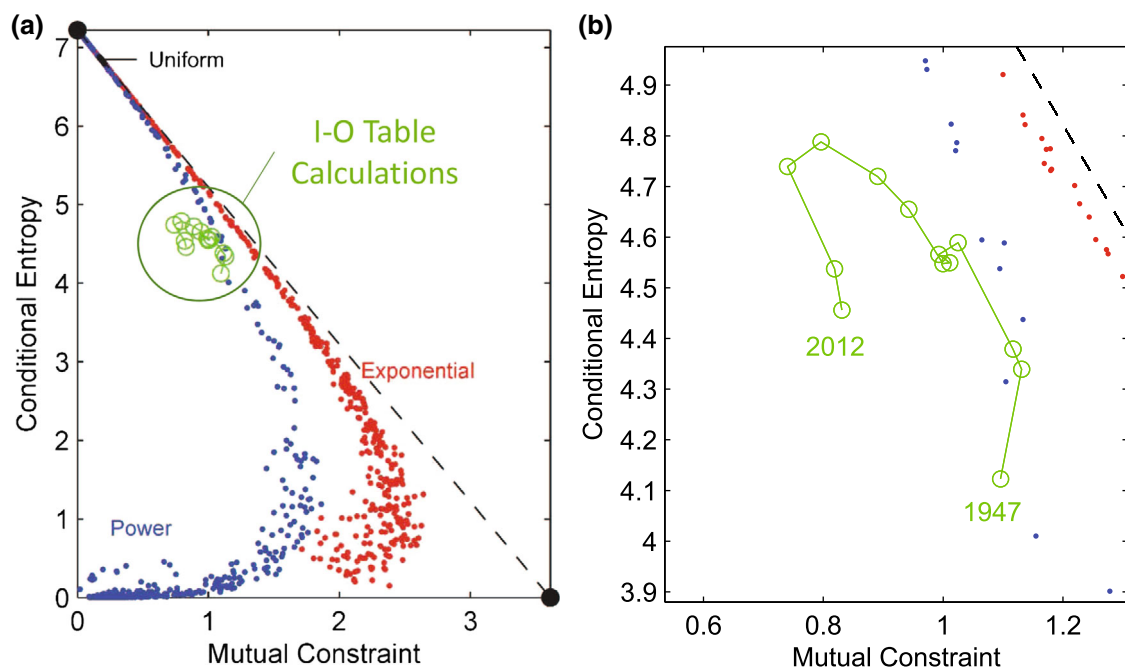 (a)
7
6
5
4
3
2
1
0
Conditional Entropy
Uniform
I-O Table
Calculations
Exponential
Power
0
1
2
3
Mutual Constraint
(b)
4.9
4.8
4.7
4.6
4.5
4.4
4.3
4.2
4.1
4
3.9
Conditional Entropy
2012
1947
0.6
0.8
1
1.2
Mutual Constraint